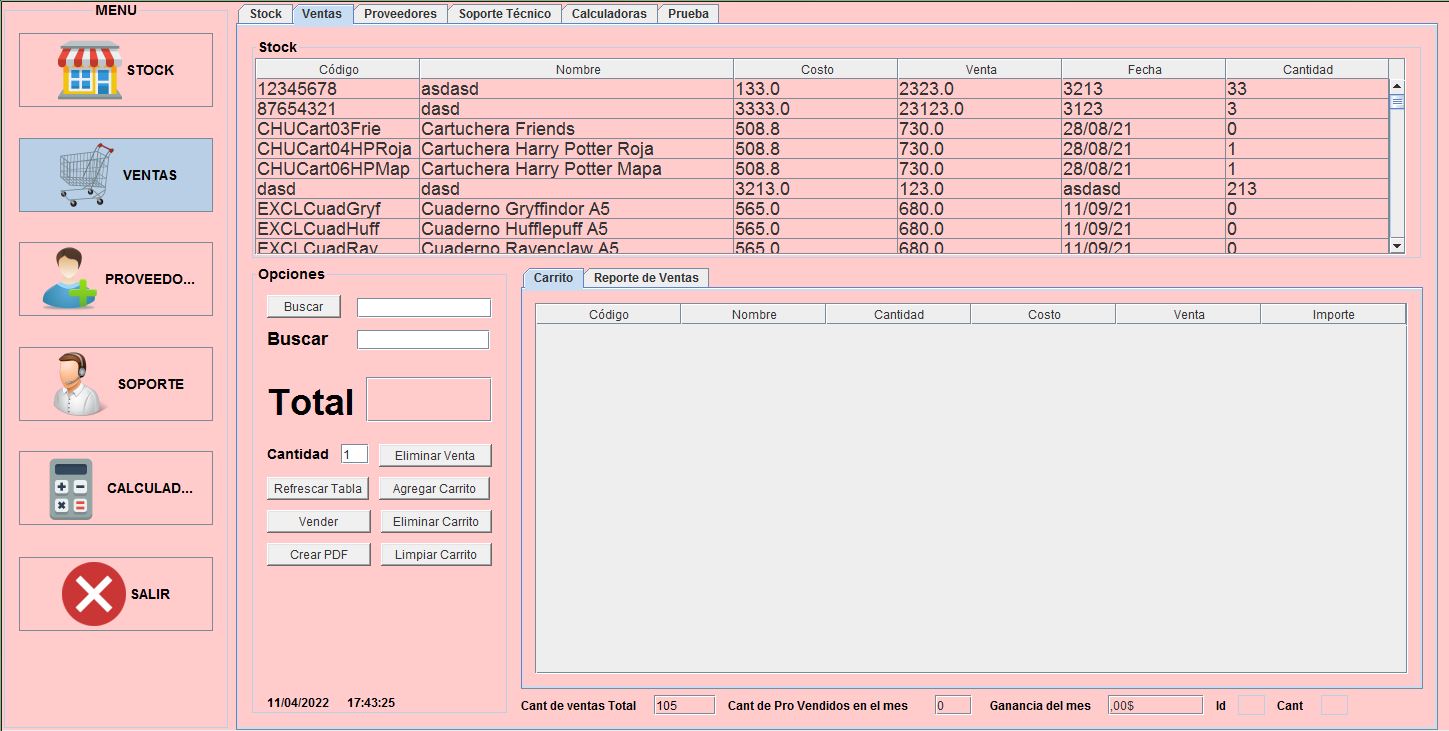 MENU
STOCK
VENTAS
PROVEEDO...
SOPORTE
CALCULAD...
SALIR
Stock Ventas Proveedores Soporte Técnico Calculadoras Prueba
Stock
Código Nombre Costo Venta Fecha Cantidad
12345678 asdasd 133.0 2323.0 3213 33
87654321 dasd 3333.0 23123.0 3123 3
CHUCart03Frie Cartuchera Friends 508.8 730.0 28/08/21 0
CHUCart04HPRoja Cartuchera Harry Potter Roja 508.8 730.0 28/08/21 1
CHUCart06HPMap Cartuchera Harry Potter Mapa 508.8 730.0 28/08/21 1
dasd dasd 3213.0 123.0 asdasd 213
EXCLCuadGryf Cuaderno Gryffindor A5 565.0 680.0 11/09/21 0
EXCLCuadHuff Cuaderno Hufflepuff A5 565.0 680.0 11/09/21 0
EXCLCuadRav Cuaderno Ravenclaw A5 565.0 680.0 11/09/21 0
Opciones
Buscar
Buscar
Total
Cantidad 1 Eliminar Venta
Refrescar Tabla Agregar Carrito
Vender Eliminar Carrito
Crear PDF Limpiar Carrito
11/04/2022 17:43:25
Carrito Reporte de Ventas
Código Nombre Cantidad Costo Venta Importe
Cant de ventas Total 105 Cant de Pro Vendidos en el mes 0 Ganancia del mes ,00$ Id Cant